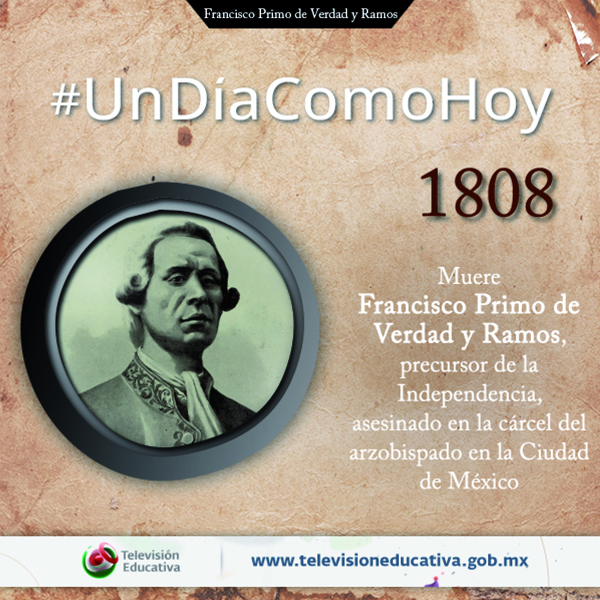 Francisco Primo de Verdad y Ramos
#UnDíaComoHoy
1808
Muere
Francisco Primo de
Verdad y Ramos,
precursor de la
Independencia,
asesinado en la cárcel del
arzobispado en la Ciudad
de México
Televisión
Educativa
www.televisioneducativa.gob.mx